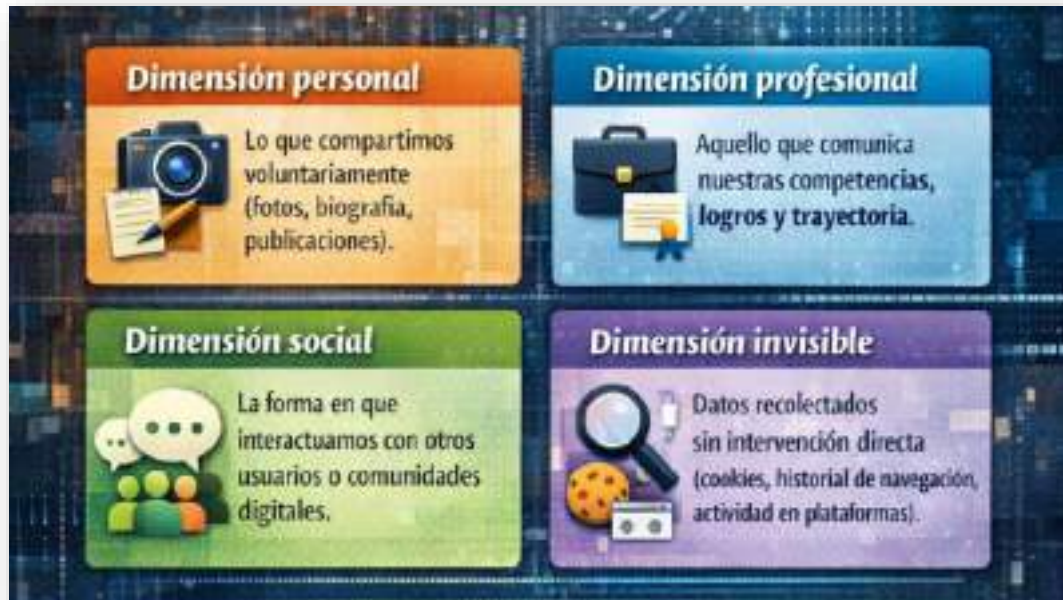 Dimensión personal
Lo que compartimos
voluntariamente
(fotos, biografia,
publicaciones).
Dimensión profesional
Aquello que comunica
nuestras competencias,
logros y trayectoria.
Dimensión social
La forma en que
interactuamos con otros
usuarios o comunidades
digitales.
Dimensión invisible
Datos recolectados
sin intervención directa
(cookies, historial de navegación,
actividad en plataformas).